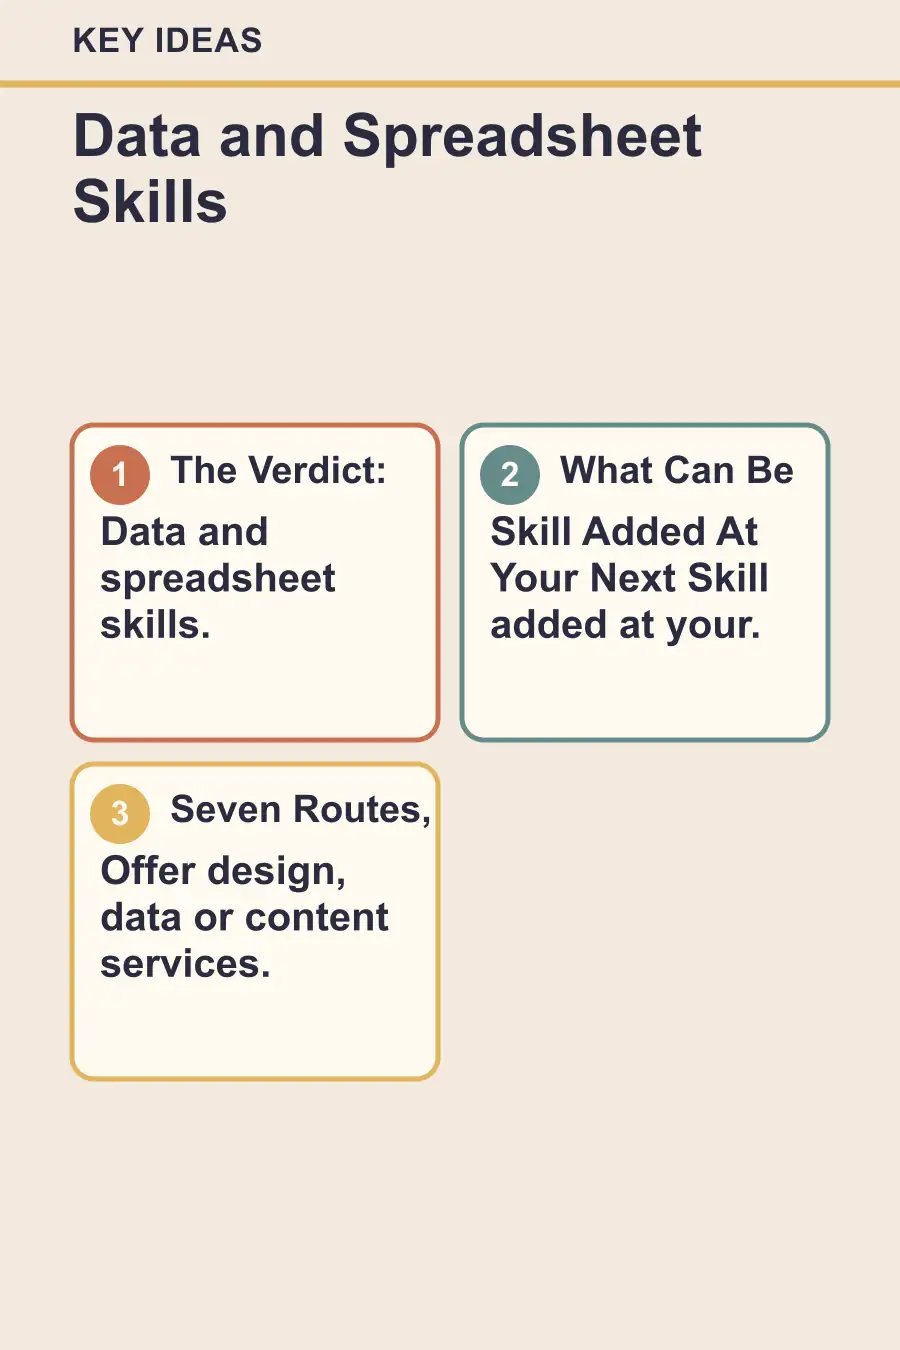 KEY IDEAS
Data and Spreadsheet
Skills
1 The Verdict:
Data and
spreadsheet
skills.
2 What Can Be
Skill Added At
Your Next Skill
added at your.
3 Seven Routes,
Offer design,
data or content
services.